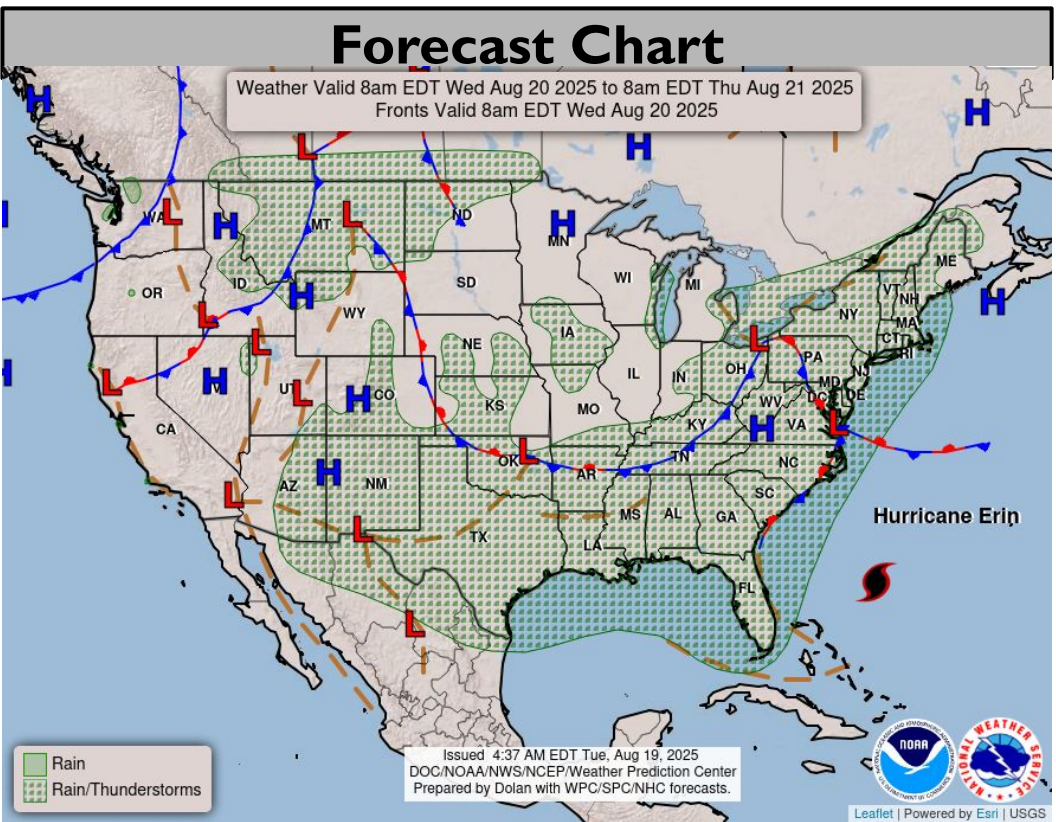 Forecast Chart
Weather Valid 8am EDT Wed Aug 20 2025 to 8am EDT Thu Aug 21 2025
Fronts Valid 8am EDT Wed Aug 20 2025
H
H
H
L
L
WA
H
MT
L
ND
H
MN
ME
H
OR
ID
H
WY
SD
WI
MI
VT
NH
NY
MA
CT
RI
L
L
NE
IA
L
OH
PA
NJ
L
H
UT
L
H
CO
KS
MO
IL
IN
WV
MD
DC
DE
CA
KY
H
VA
L
AZ
H
NM
OK
L
AR
TN
NC
L
L
TX
LA
MS
AL
GA
SC
Hurricane Erin
FL
L
NOAA
NATIONAL WEATHER SERVICE
Rain
Rain/Thunderstorms
Issued 4:37 AM EDT Tue, Aug 19, 2025
DOC/NOAA/NWS/NCEP/Weather Prediction Center
Prepared by Dolan with WPC/SPC/NHC forecasts.
Leaflet | Powered by Esri | USGS